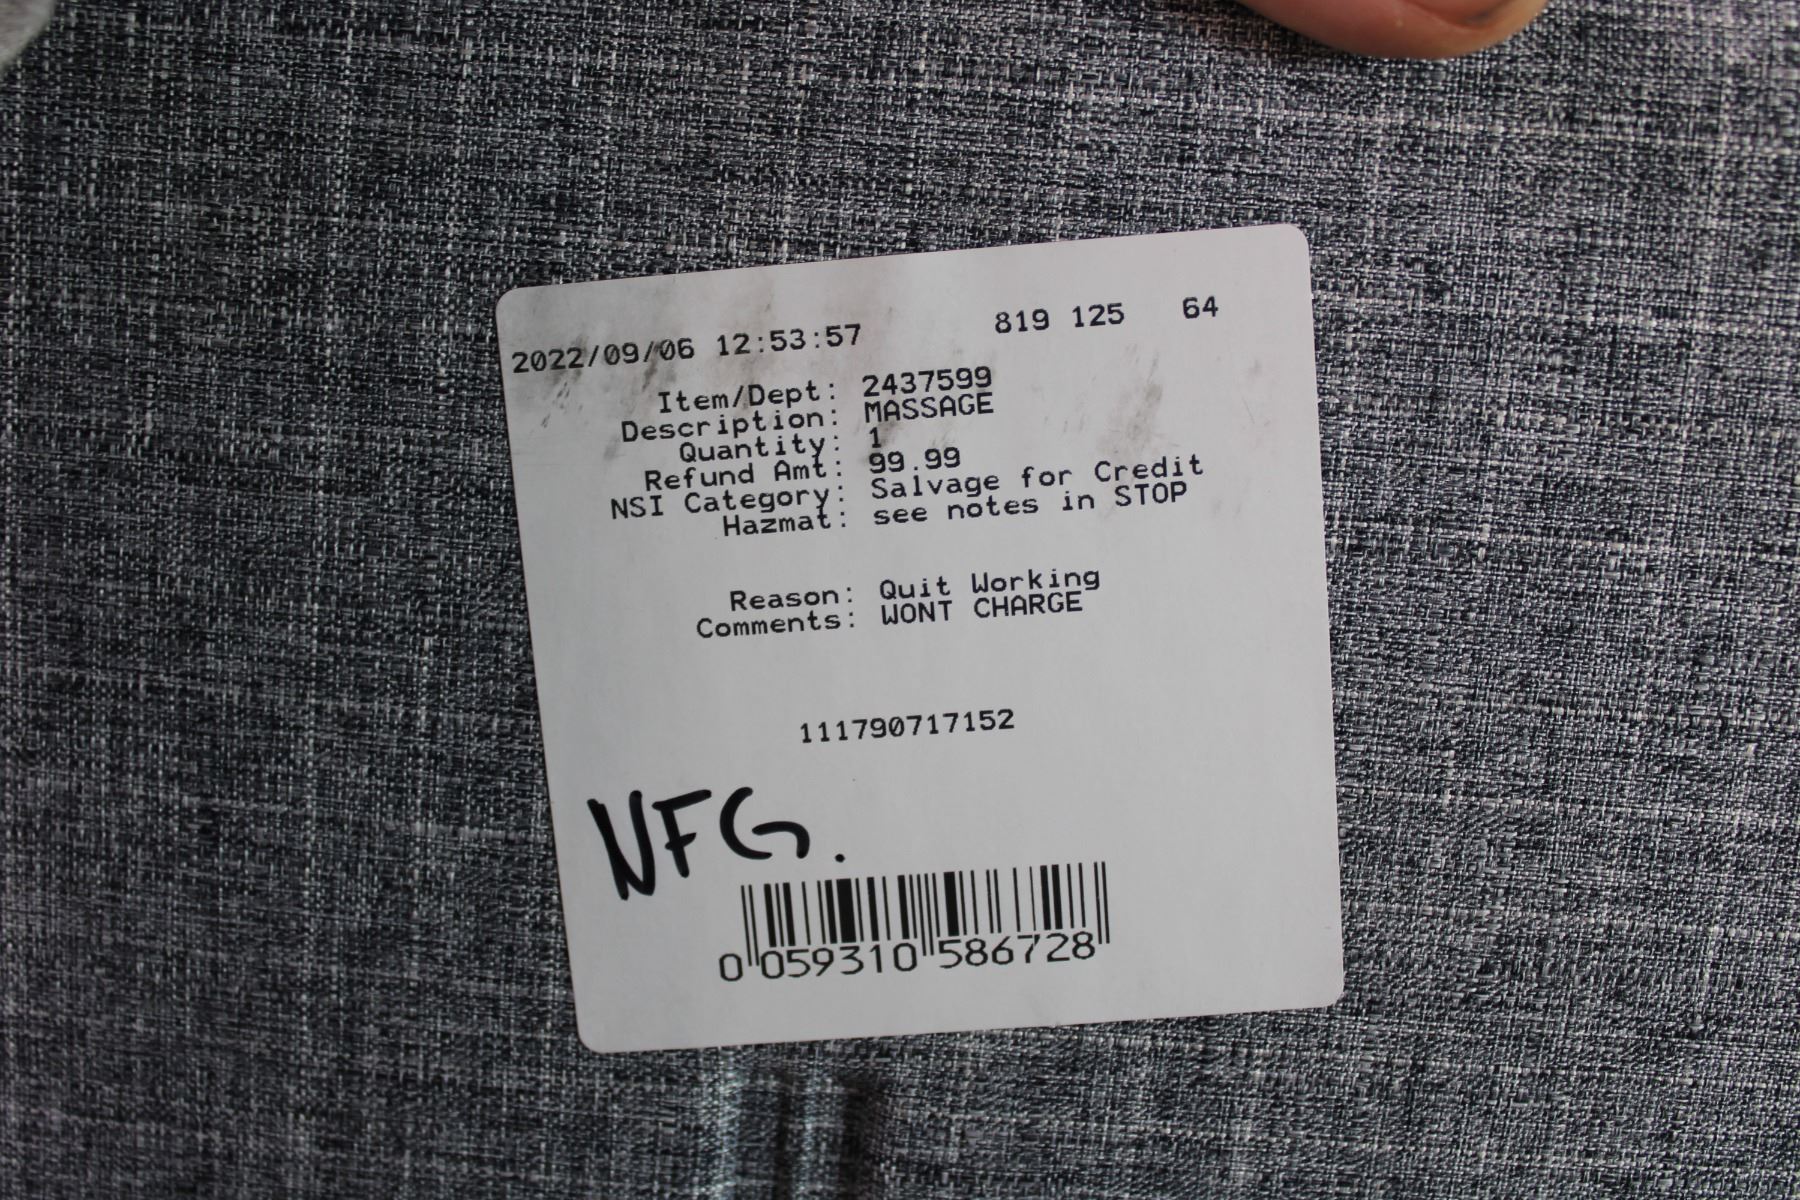 2022/09/06 12:53:57 819 125 64
Item/Dept: 2437599
Description: MASSAGE
Quantity: 1
Refund Amt: 99.99
NSI Category: Salvage for Credit
Hazmat: see notes in STOP
Reason: Quit Working
Comments: WONT CHARGE
111790717152
NFG.
0 059310 586728